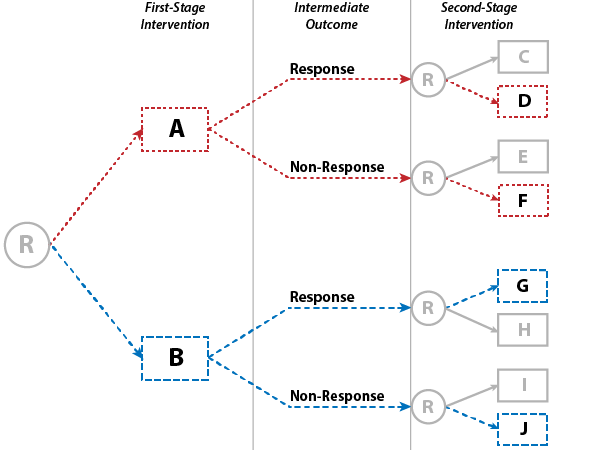 First-Stage
Intervention
Intermediate
Outcome
Second-Stage
Intervention
Response
R
C
D
A
Non-Response
R
E
F
R
Response
R
G
H
B
Non-Response
R
I
J